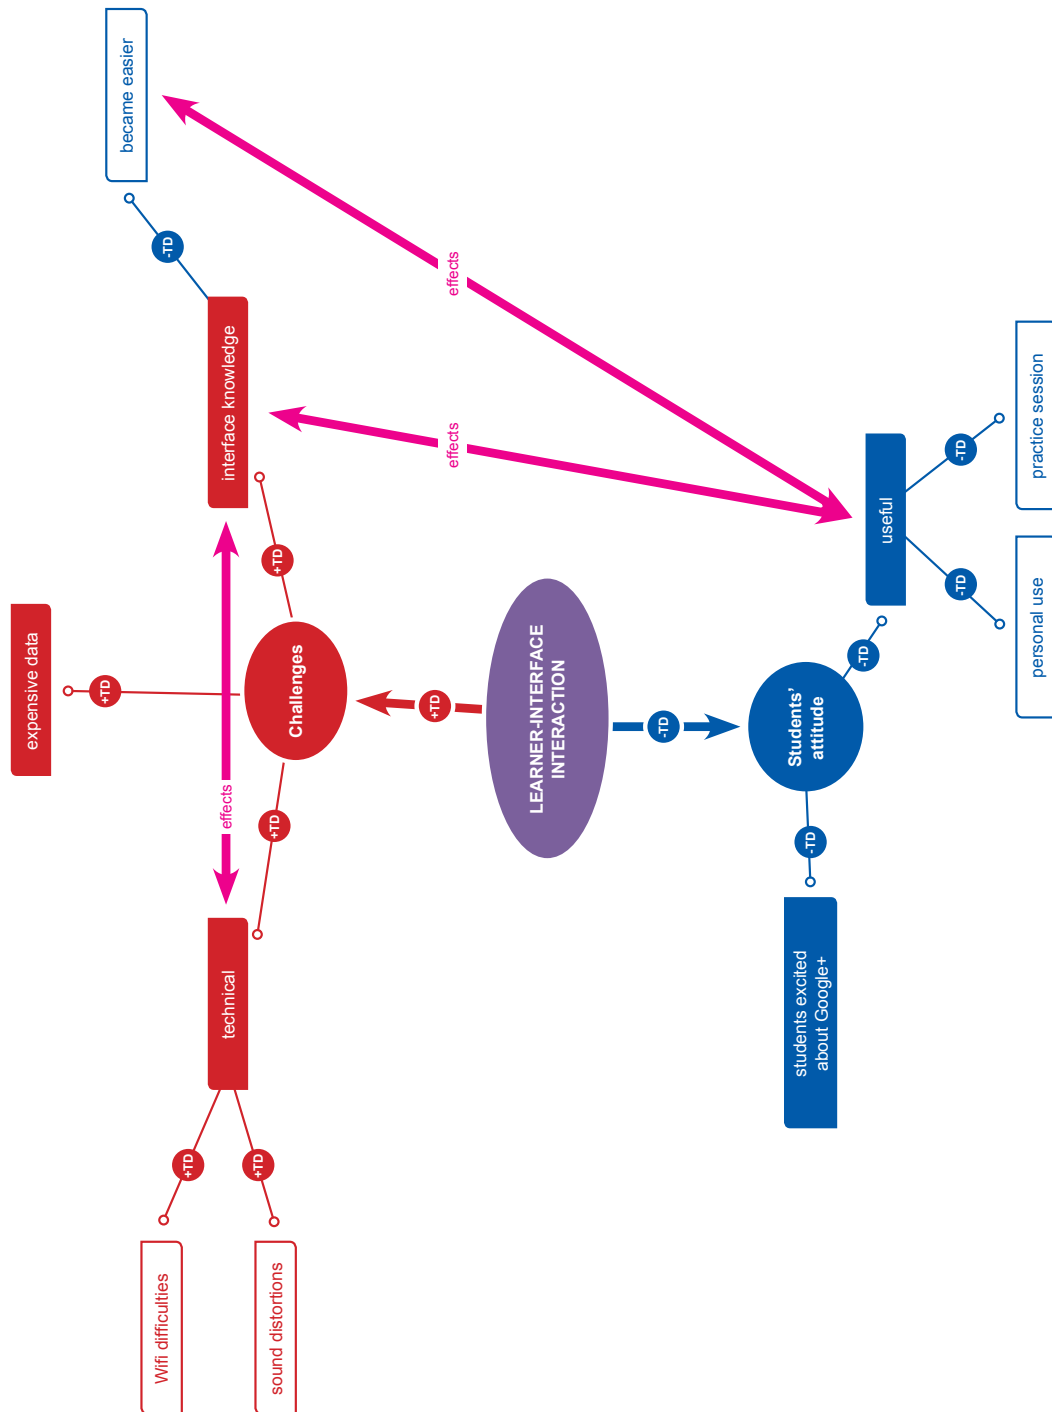 expensive data
+TD
became easier
Wifi difficulties
+TD
-TD
technical
effects
interface knowledge
sound distortions
+TD
+TD
+TD
Challenges
+TD
effects
effects
LEARNER-INTERFACE
INTERACTION
-TD
students excited
about Google+
-TD
Students'
attitude
-TD
useful
-TD
-TD
personal use
practice session